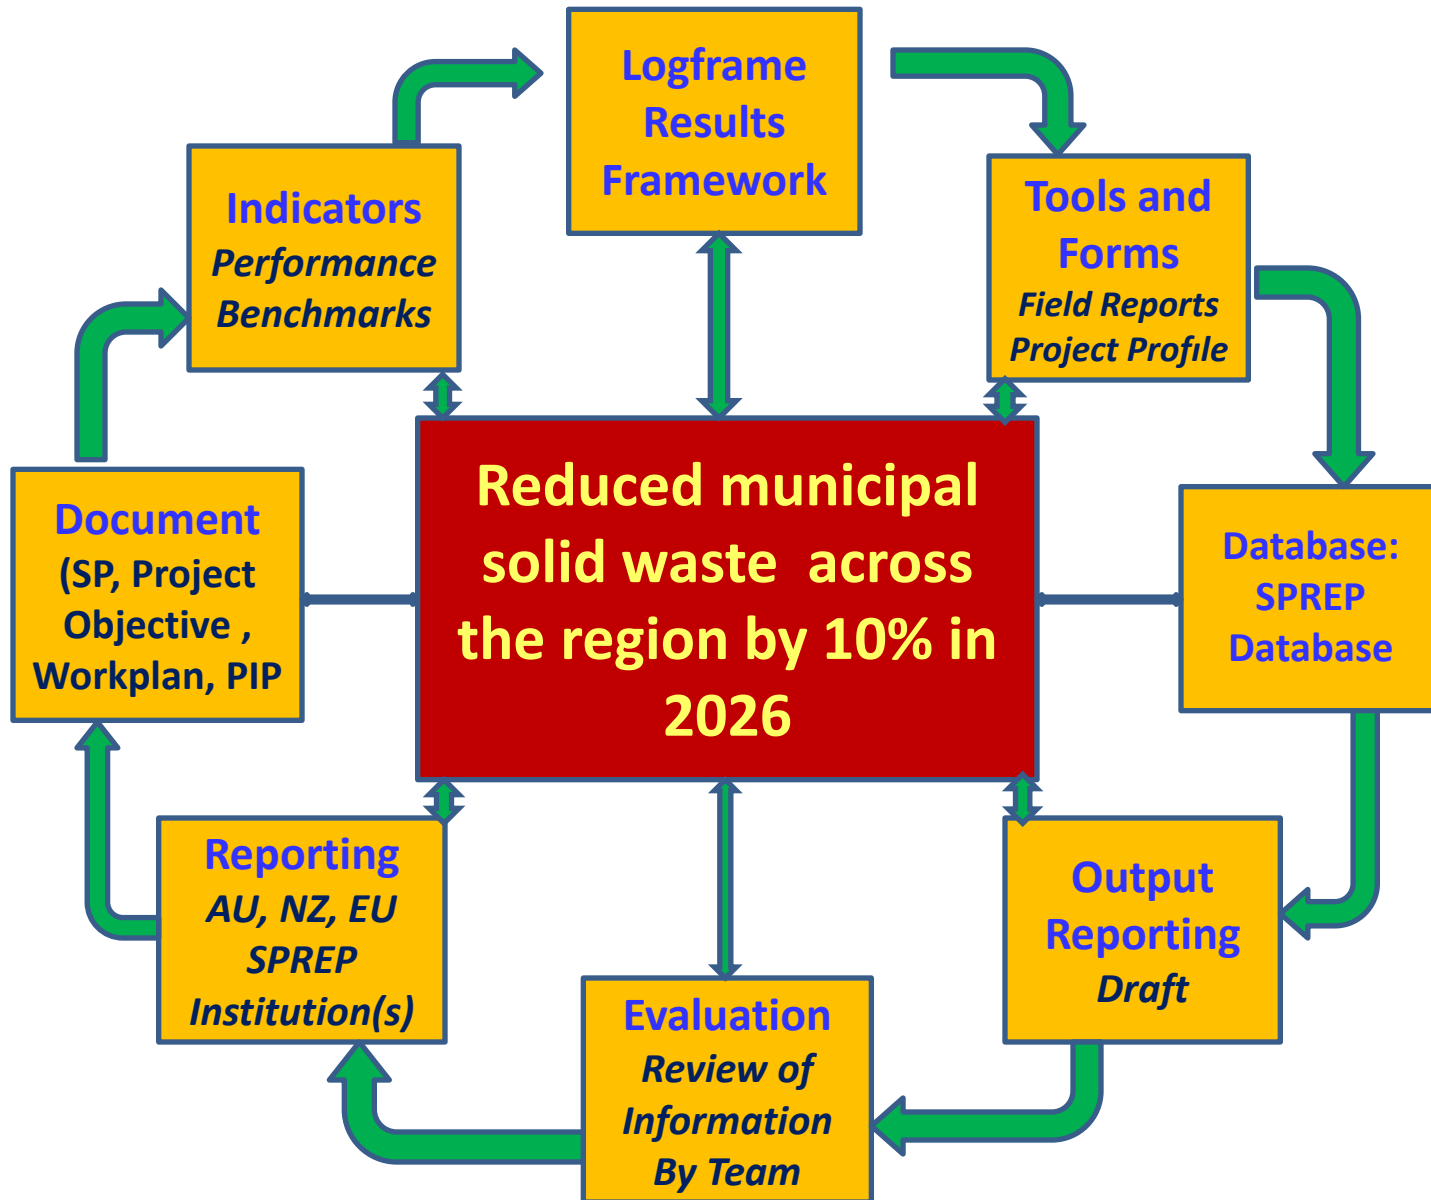 Logframe
Results
Framework
Tools and
Forms
Field Reports
Project Profile
Database:
SPREP
Database
Output
Reporting
Draft
Evaluation
Review of
Information
By Team
Reporting
AU, NZ, EU
SPREP
Institution(s)
Document
(SP, Project
Objective ,
Workplan, PIP
Indicators
Performance
Benchmarks
Reduced municipal
solid waste  across
the region by 10% in
2026